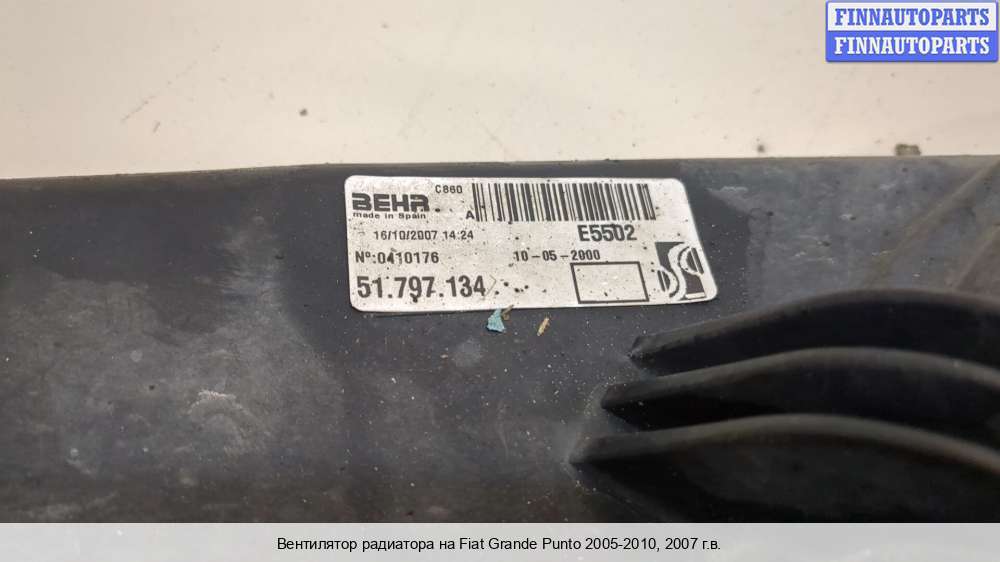 FINNAUTOPARTS
FINNAUTOPARTS
BEHR C860
made in Spain A
16/10/2007 14:24 E5502
Nº:0410176 10-05-2000
51.797.134
Вентилятор радиатора на Fiat Grande Punto 2005-2010, 2007 г.в.